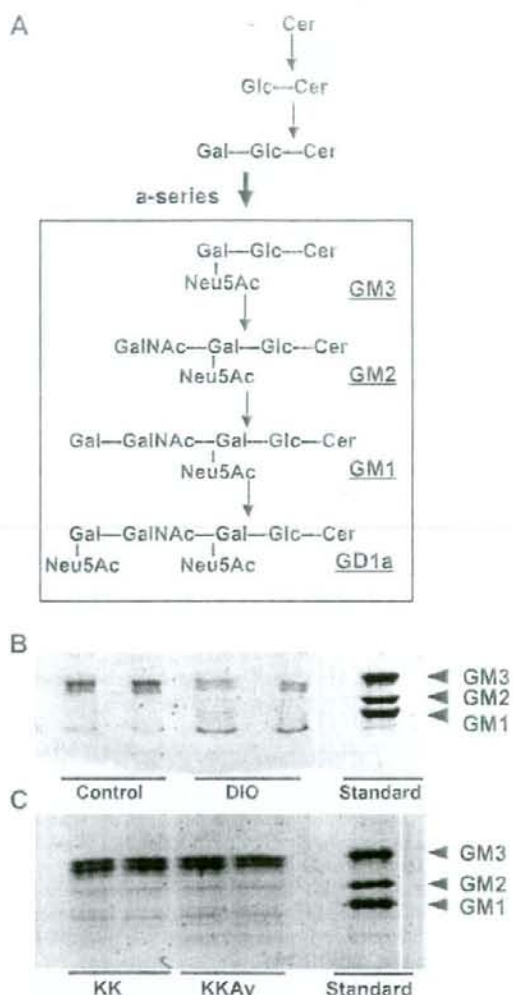 A
Cer
Glc—Cer
Gal—Glc—Cer
a-series
Gal—Glc—Cer
Neu5Ac
GM3
GalNAc—Gal—Glc—Cer
Neu5Ac
GM2
Gal—GalNAc—Gal—Glc—Cer
Neu5Ac
GM1
Gal—GalNAc—Gal—Glc—Cer
Neu5Ac Neu5Ac
GD1a
B
GM3
GM2
GM1
Control DIO Standard
C
GM3
GM2
GM1
KK KKAy Standard